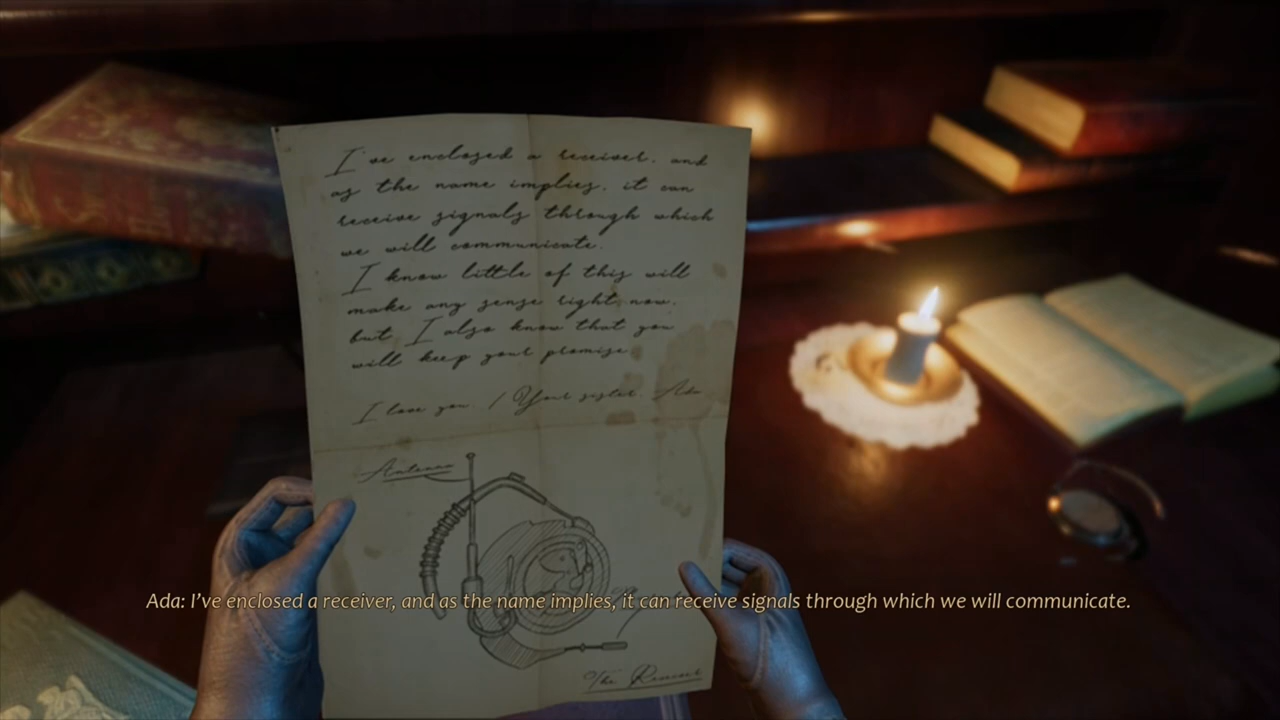 I've enclosed a receiver, and
as the name implies, it can
receive signals through which
we will communicate.
I know little of this will
make any sense right now,
but I also know that you
will keep your promise.
I love you / Your sister Ada
Antenna
Ada: I've enclosed a receiver, and as the name implies, it can receive signals through which we will communicate.
The Receiver